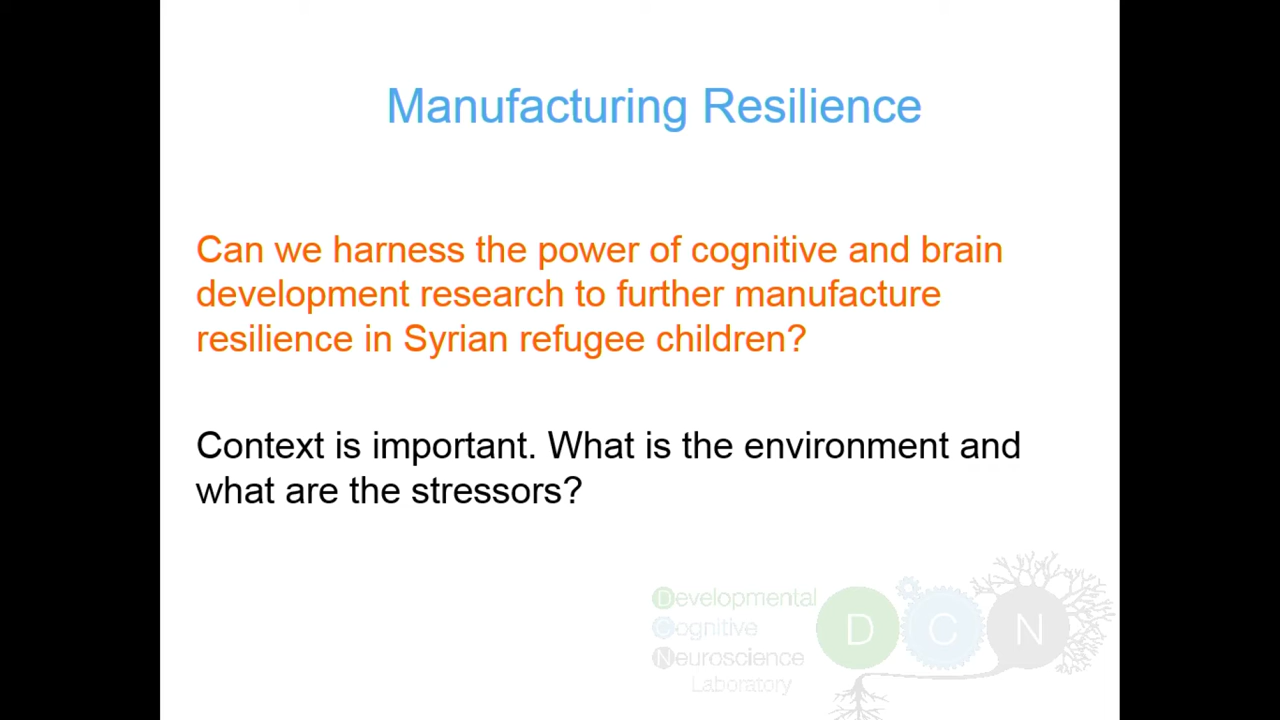 Manufacturing Resilience
Can we harness the power of cognitive and brain
development research to further manufacture
resilience in Syrian refugee children?
Context is important. What is the environment and
what are the stressors?
Developmental
Cognitive
Neuroscience
Laboratory
D C N